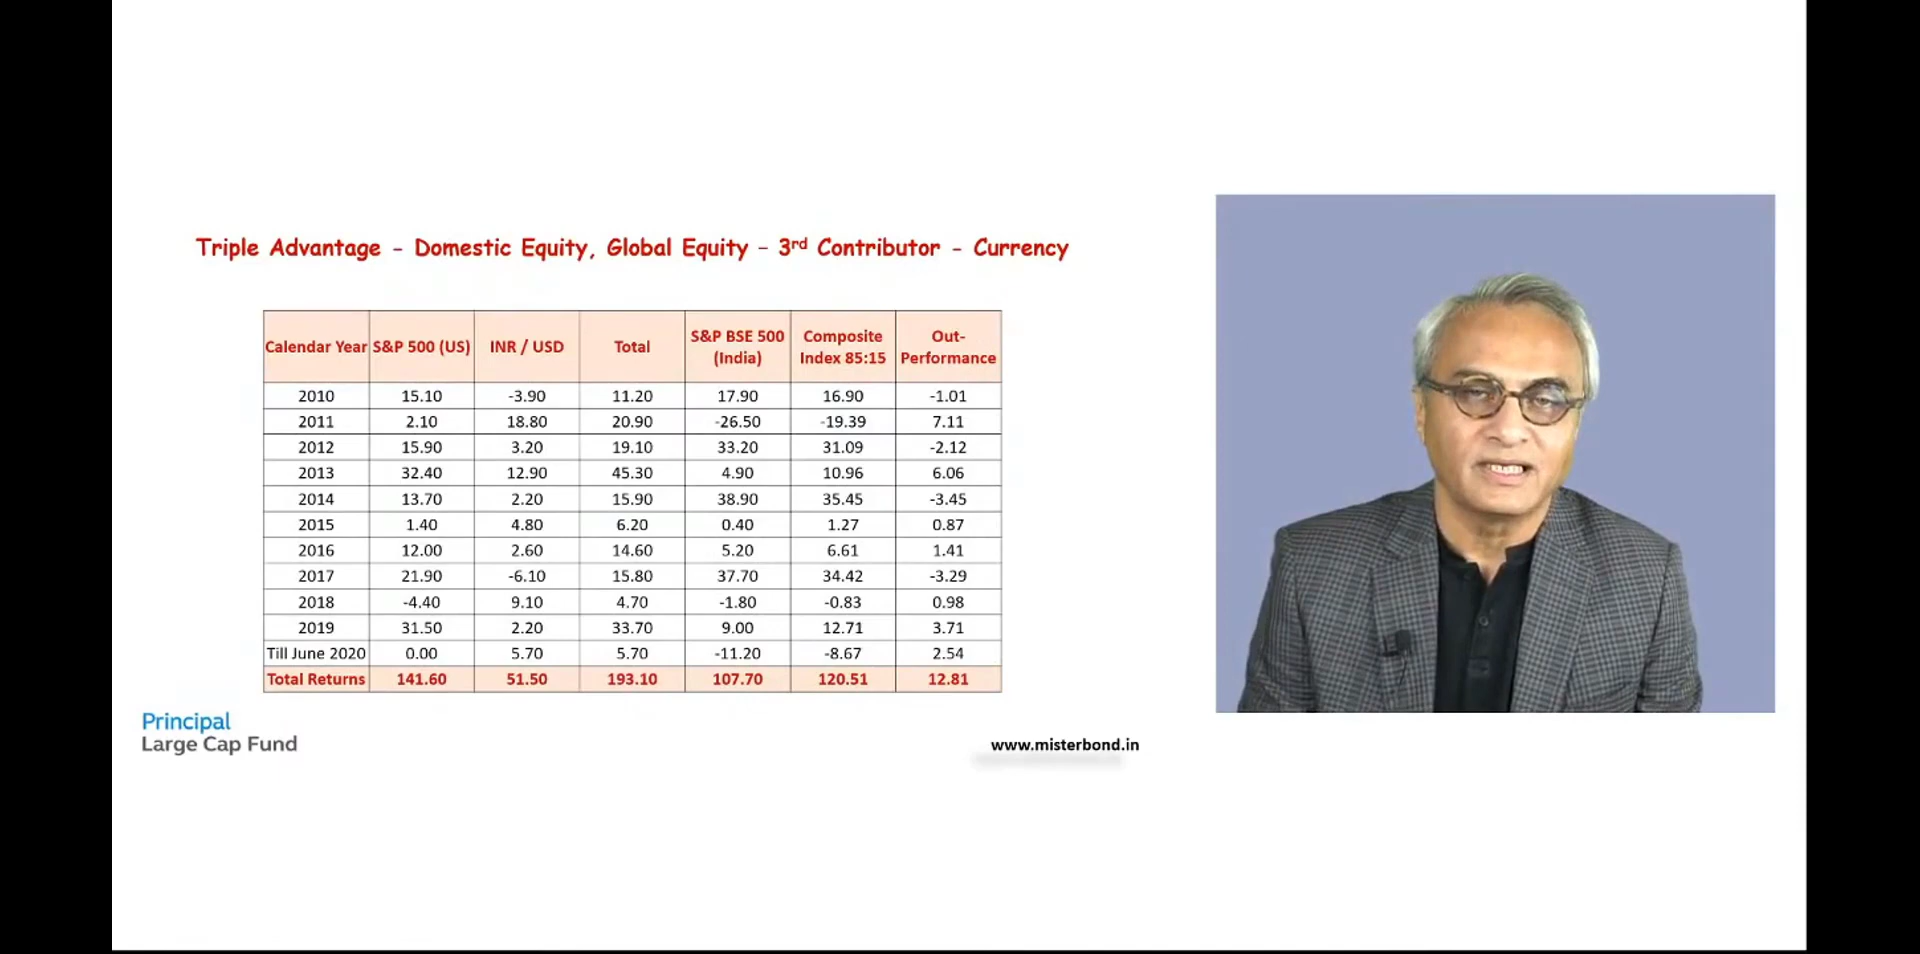 Triple Advantage - Domestic Equity, Global Equity - 3rd Contributor - Currency
Calendar Year S&P 500 (US) INR / USD Total S&P BSE 500 (India) Composite Index 85:15 Out-Performance
2010 15.10 -3.90 11.20 17.90 16.90 -1.01
2011 2.10 18.80 20.90 -26.50 -19.39 7.11
2012 15.90 3.20 19.10 33.20 31.09 -2.12
2013 32.40 12.90 45.30 4.90 10.96 6.06
2014 13.70 2.20 15.90 38.90 35.45 -3.45
2015 1.40 4.80 6.20 0.40 1.27 0.87
2016 12.00 2.60 14.60 5.20 6.61 1.41
2017 21.90 -6.10 15.80 37.70 34.42 -3.29
2018 -4.40 9.10 4.70 -1.80 -0.83 0.98
2019 31.50 2.20 33.70 9.00 12.71 3.71
Till June 2020 0.00 5.70 5.70 -11.20 -8.67 2.54
Total Returns 141.60 51.50 193.10 107.70 120.51 12.81
Principal
Large Cap Fund
www.misterbond.in